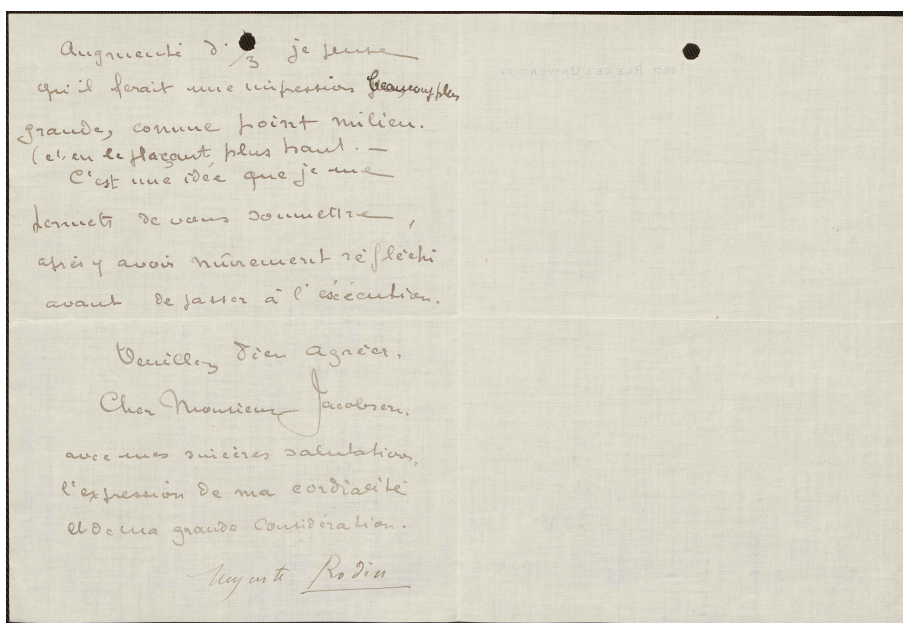 Augmenté d' /3 je pense
qu'il ferait une impression beaucoup plus
grande, comme point milieu.
(et en le plaçant plus haut. —
C'est une idée que je me
permets de vous soumettre,
après y avoir mûrement réfléchi
avant de passer à l'exécution.
Veuillez bien agréer,
Cher Monsieur Jacobsen,
avec mes sincères salutations,
l'expression de ma cordialité
et de ma grande considération.
Auguste Rodin
RUE DE L'UNIVERSITÉ